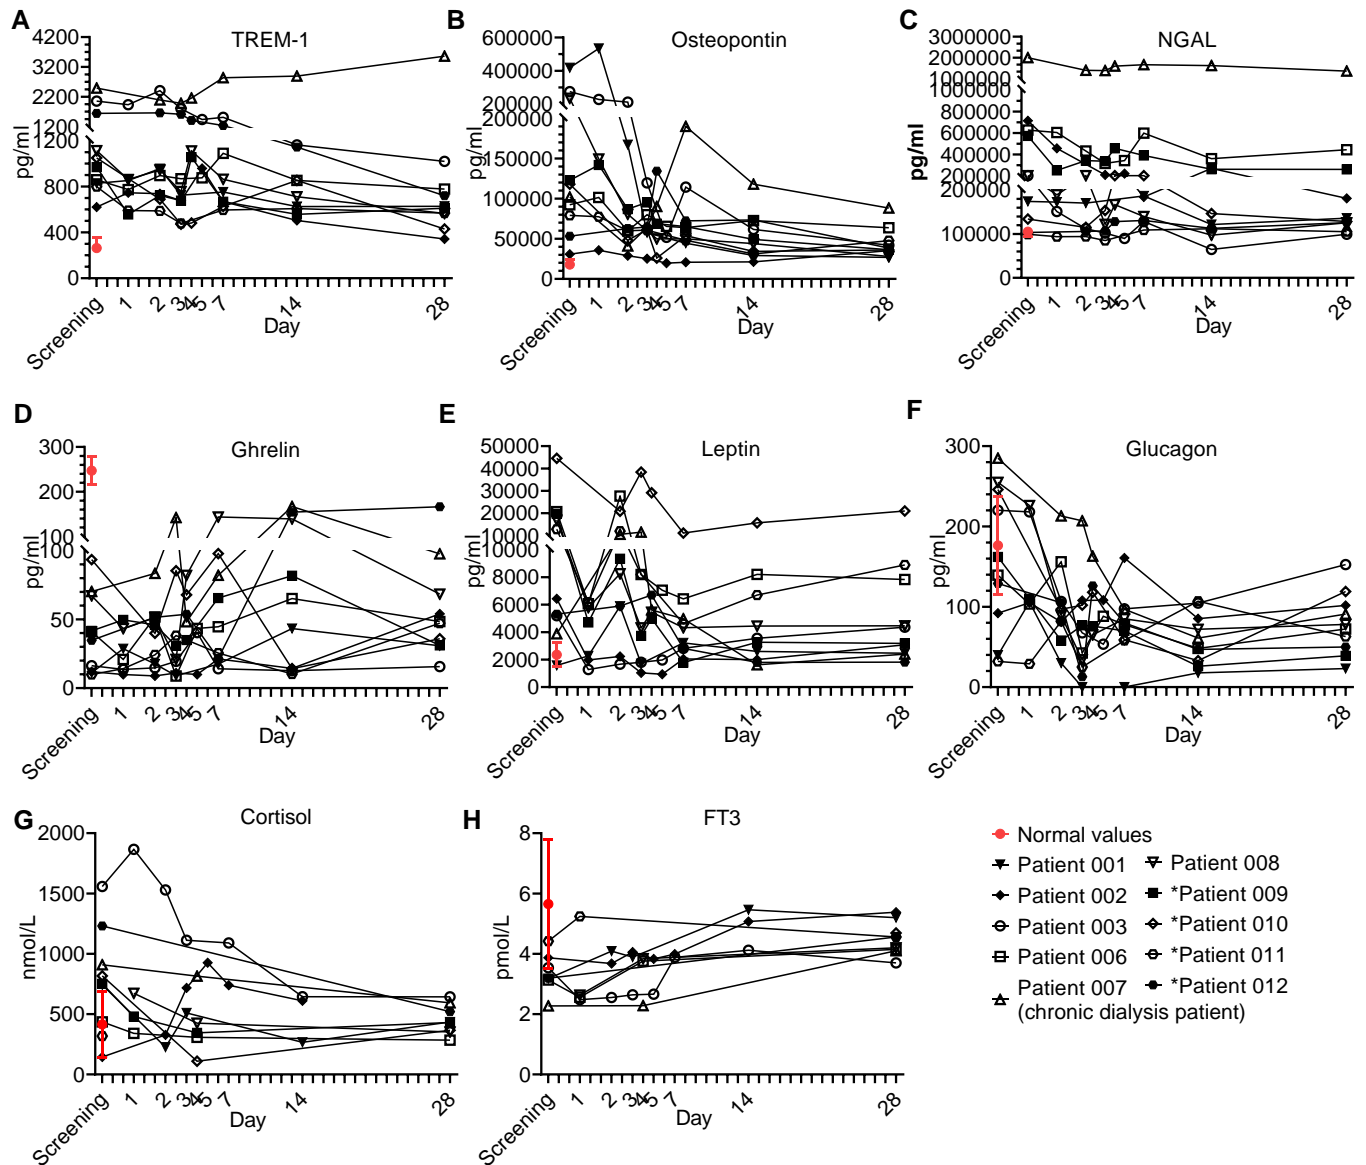 A
TREM-1
4200
3200
2200
1200
1200
800
400
0
pg/ml
Screening
1
2
3
4
5
7
14
28
Day
B
Osteopontin
600000
400000
200000
200000
150000
100000
50000
0
pg/ml
Screening
1
2
3
4
5
7
14
28
Day
C
NGAL
3000000
2000000
1000000
1000000
800000
600000
400000
200000
200000
100000
0
pg/ml
Screening
1
2
3
4
5
7
14
28
Day
D
Ghrelin
300
200
100
100
50
0
pg/ml
Screening
1
2
3
4
5
7
14
28
Day
E
Leptin
50000
40000
30000
20000
10000
8000
6000
4000
2000
0
pg/ml
Screening
1
2
3
4
5
7
14
28
Day
F
Glucagon
300
200
100
0
pg/ml
Screening
1
2
3
4
5
7
14
28
Day
G
Cortisol
2000
1500
1000
500
0
nmol/L
Screening
1
2
3
4
5
7
14
28
Day
H
FT3
8
6
4
2
0
pmol/L
Screening
1
2
3
4
5
7
14
28
Day
Normal values
Patient 001
Patient 002
Patient 003
Patient 006
Patient 007
(chronic dialysis patient)
Patient 008
*Patient 009
*Patient 010
*Patient 011
*Patient 012